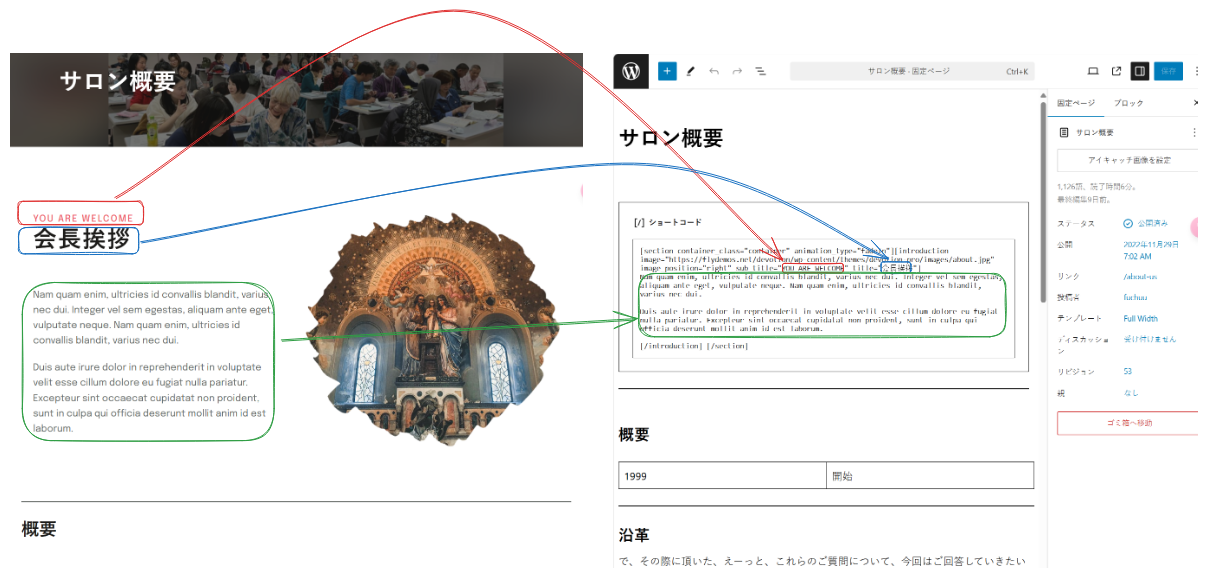 サロン概要
YOU ARE WELCOME
会長挨拶
Nam quam enim, ultricies id convallis blandit, varius
nec dui. Integer vel sem egestas, aliquam ante eget,
vulputate neque. Nam quam enim, ultricies id
convallis blandit, varius nec dui.
Duis aute irure dolor in reprehenderit in voluptate
velit esse cillum dolore eu fugiat nulla pariatur.
Excepteur sint occaecat cupidatat non proident,
sunt in culpa qui officia deserunt mollit anim id est
laborum.
概要
サロン概要 · 固定ページ
Ctrl+K
保存
サロン概要
[/] ショートコード
[section container_class="container" animation_type="fadein"][introduction
image="https://flydemos.net/devotion/wp-content/themes/devotion_pro/images/about.jpg"
image_position="right" sub_title="YOU ARE WELCOME" title="会長挨拶"]
Nam quam enim, ultricies id convallis blandit, varius nec dui. Integer vel sem egestas,
aliquam ante eget, vulputate neque. Nam quam enim, ultricies id convallis blandit,
varius nec dui.
Duis aute irure dolor in reprehenderit in voluptate velit esse cillum dolore eu fugiat
nulla pariatur. Excepteur sint occaecat cupidatat non proident, sunt in culpa qui
officia deserunt mollit anim id est laborum.
[/introduction] [/section]
概要
1999
開始
沿革
で、その際に頂いた、えーっと、これらのご質問について、今回はご回答していきたい
固定ページ
ブロック
サロン概要
アイキャッチ画像を設定
1,126語、読了時間6分。
最終編集9日前。
ステータス
公開済み
公開
2022年11月29日
7:02 AM
リンク
/about-us
投稿者
fuchuu
テンプレート
Full Width
ディスカッショ
ン
受け付けません
リビジョン
53
親
なし
ゴミ箱へ移動